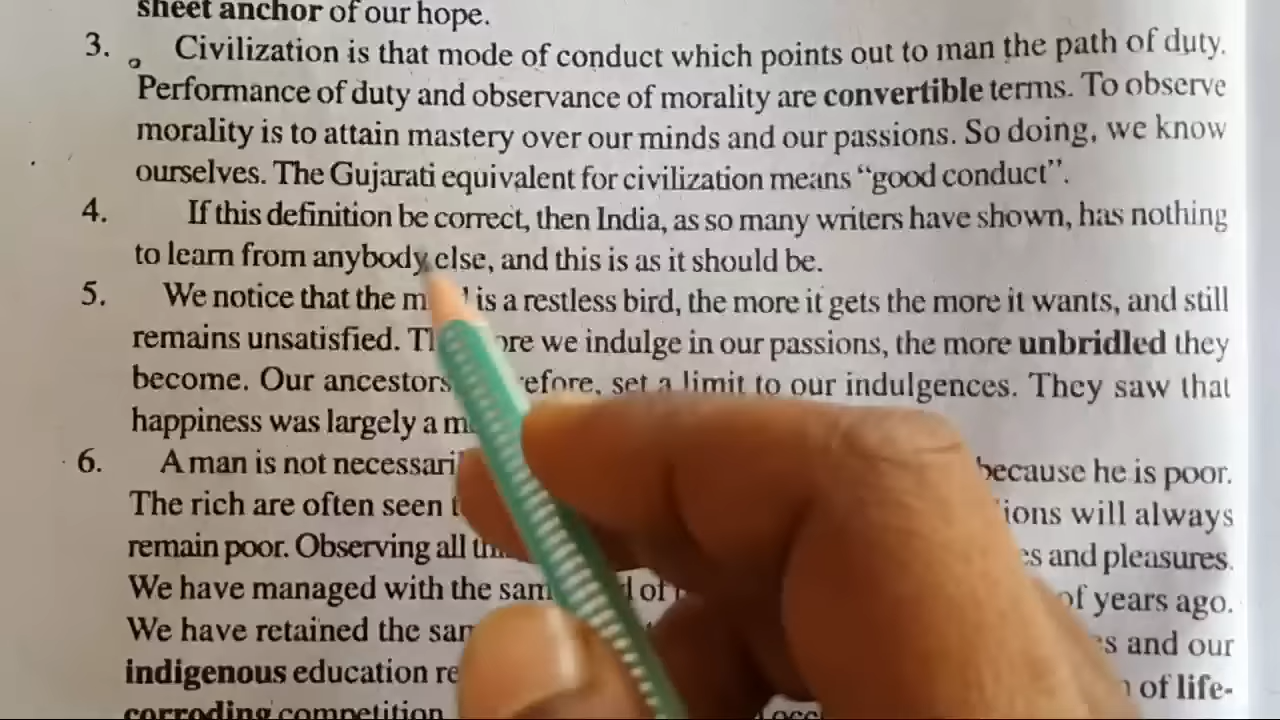 sheet anchor of our hope.
3. Civilization is that mode of conduct which points out to man the path of duty.
Performance of duty and observance of morality are convertible terms. To observe
morality is to attain mastery over our minds and our passions. So doing, we know
ourselves. The Gujarati equivalent for civilization means “good conduct”.
4. If this definition be correct, then India, as so many writers have shown, has nothing
to learn from anybody else, and this is as it should be.
5. We notice that the is a restless bird, the more it gets the more it wants, and still
remains unsatisfied. we indulge in our passions, the more unbridled they
become. Our ancestors set a limit to our indulgences. They saw that
happiness was largely a
6. A man is not because he is poor.
The rich are often seen will always
remain poor. Observing all and pleasures.
We have managed with the of years ago.
We have retained the and our
indigenous education of life-
corroding competition